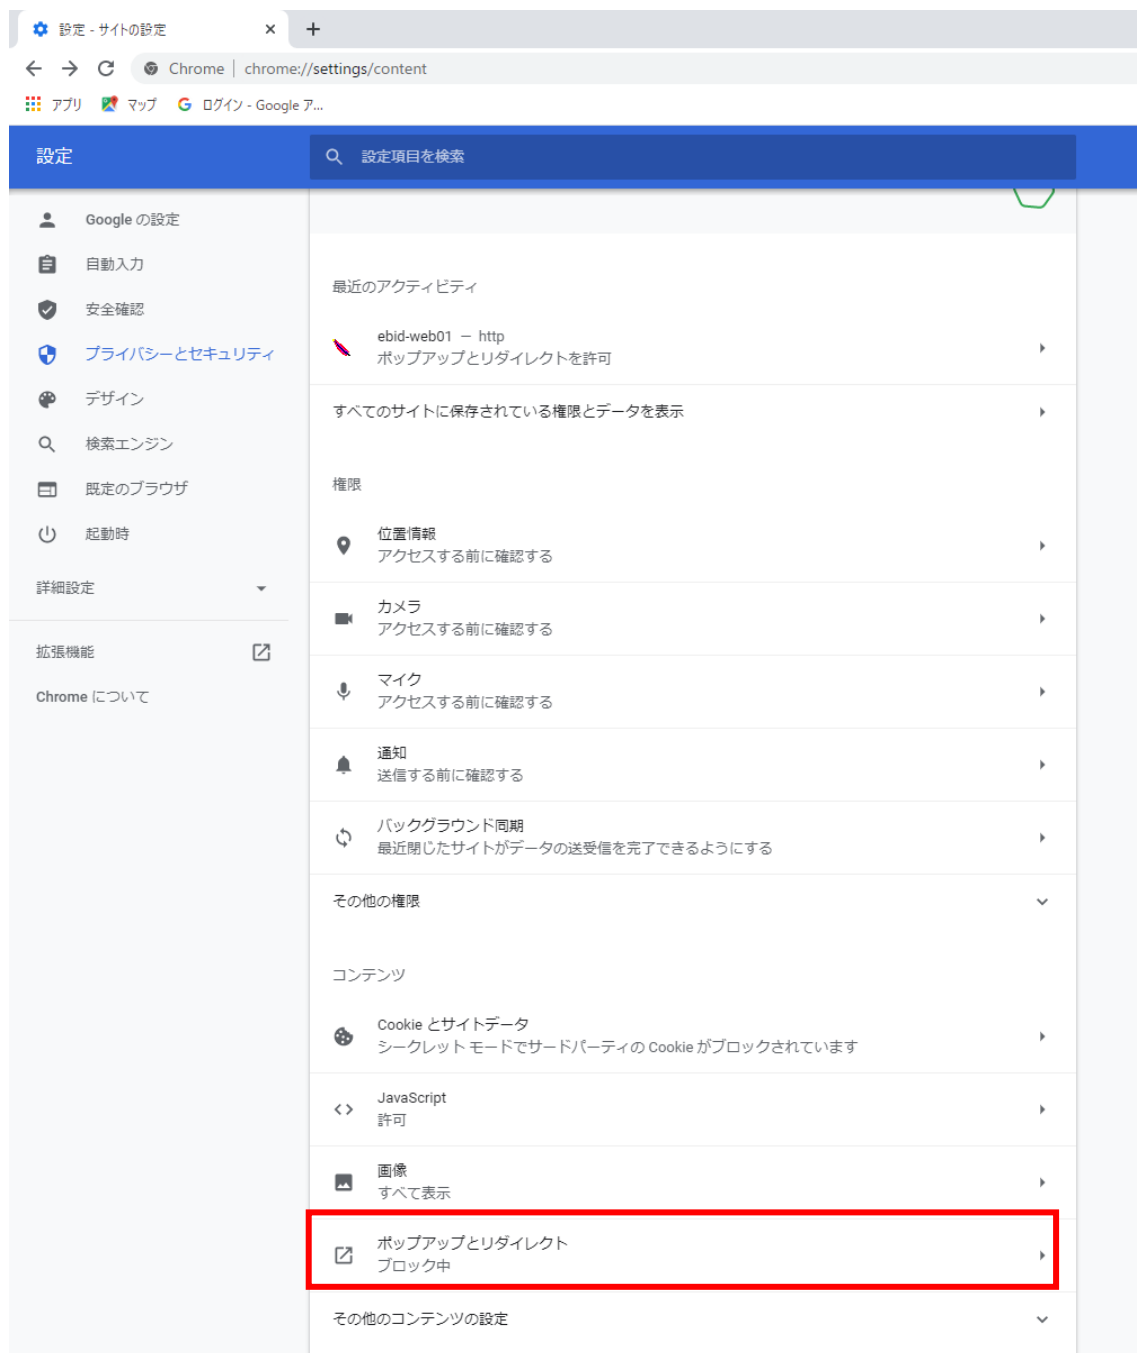 設定 - サイトの設定
Chrome | chrome://settings/content
アプリ マップ ログイン - Google ア...
設定
設定項目を検索
Google の設定
自動入力
安全確認
プライバシーとセキュリティ
デザイン
検索エンジン
既定のブラウザ
起動時
詳細設定
拡張機能
Chrome について
最近のアクティビティ
ebid-web01 － http
ポップアップとリダイレクトを許可
すべてのサイトに保存されている権限とデータを表示
権限
位置情報
アクセスする前に確認する
カメラ
アクセスする前に確認する
マイク
アクセスする前に確認する
通知
送信する前に確認する
バックグラウンド同期
最近閉じたサイトがデータの送受信を完了できるようにする
その他の権限
コンテンツ
Cookie とサイトデータ
シークレット モードでサードパーティの Cookie がブロックされています
JavaScript
許可
画像
すべて表示
ポップアップとリダイレクト
ブロック中
その他のコンテンツの設定